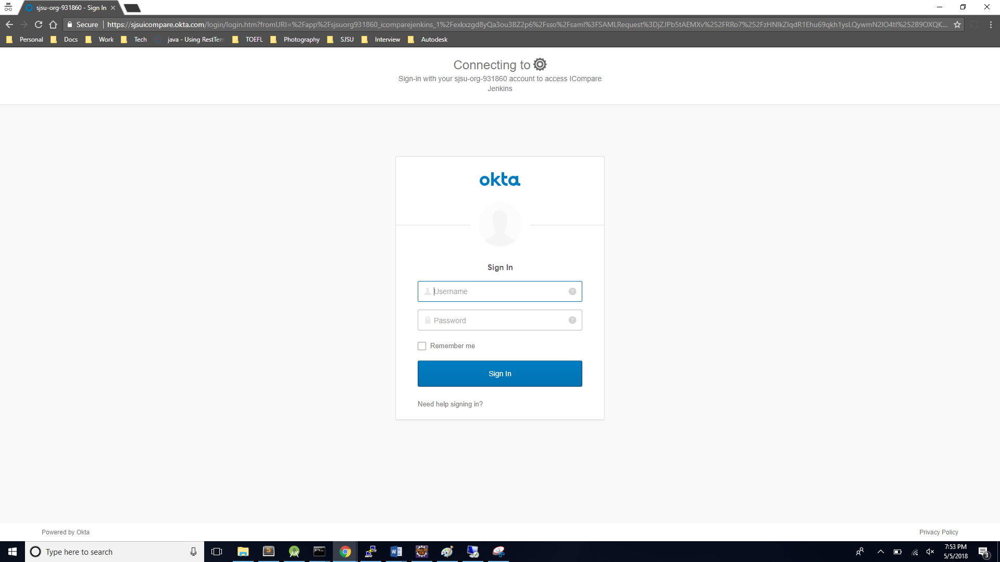 sjsu-org-931860 - Sign In
Secure
https://sjsuicompare.okta.com/login/login.htm?fromURI=%2Fapp%2Fsjsuorg931860_icomparejenkins_1%2Fexkxzgd8yQa3ou3BZ2p6%2Fsso%2Fsaml%3FSAMLRequest%3DjZJPb5tAEMXv%252FRRo7%252FzHNIkZIqdR1Ehu69qkh1ysLQywmN2lO4tI%252B9OXQK...
Personal Docs Work Tech java - Using RestTem TOEFL Photography SJSU Interview Autodesk
Connecting to
Sign-in with your sjsu-org-931860 account to access ICompare
Jenkins
okta
Sign In
Username
Password
Remember me
Sign In
Need help signing in?
Powered by Okta
Privacy Policy
Type here to search
7:53 PM
5/5/2018
3